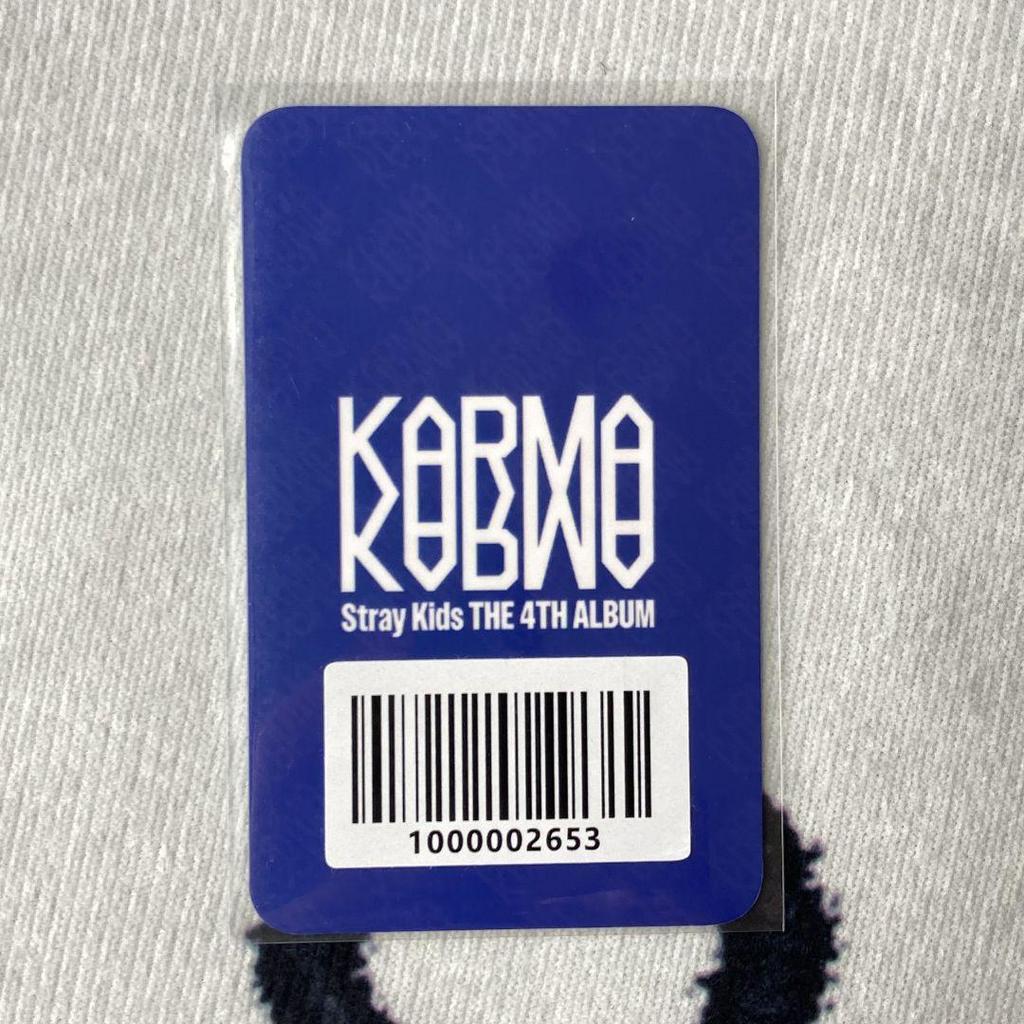 KARMA
Stray Kids THE 4TH ALBUM
1000002653